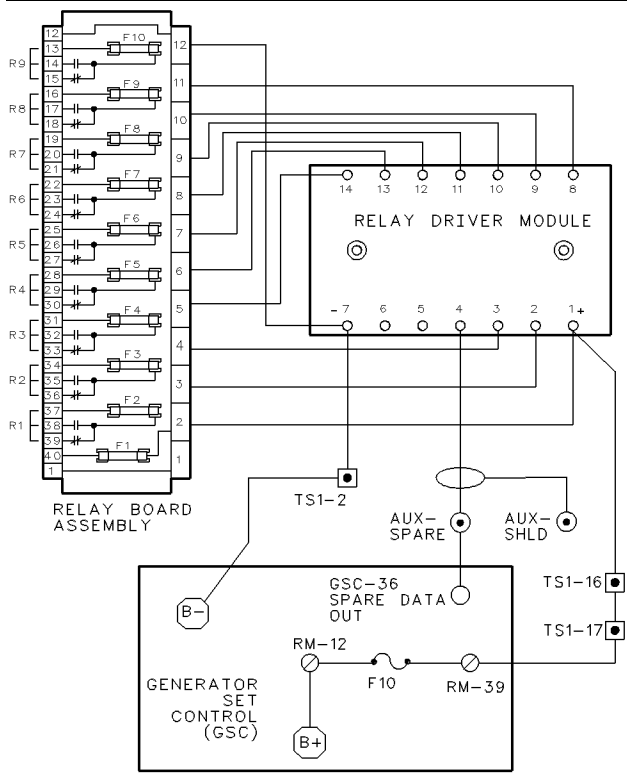 12
13
14
15
16
17
18
19
20
21
22
23
24
25
26
27
28
29
30
31
32
33
34
35
36
37
38
39
40
1
R9
R8
R7
R6
R5
R4
R3
R2
R1
F10
F9
F8
F7
F6
F5
F4
F3
F2
F1
12
11
10
9
8
7
6
5
4
3
2
1
RELAY BOARD
ASSEMBLY
14 13 12 11 10 9 8
RELAY DRIVER MODULE
- 7 6 5 4 3 2 1 +
TS1-2
AUX-
SPARE
AUX-
SHLD
TS1-16
TS1-17
B-
GSC-36
SPARE DATA
OUT
RM-12
F10
RM-39
GENERATOR
SET
CONTROL
(GSC)
B+